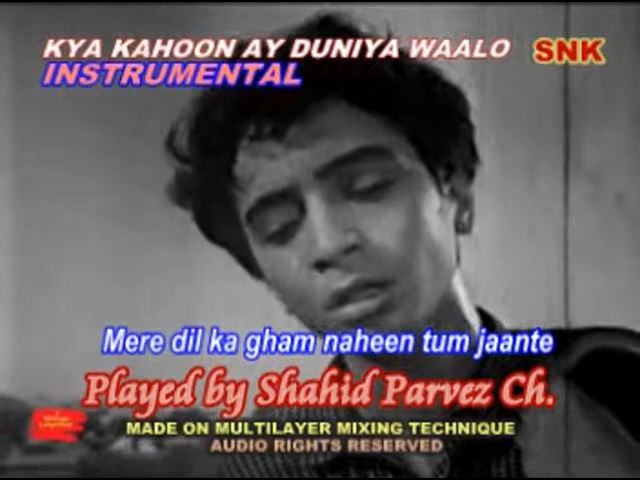 KYA KAHOON AY DUNIYA WAALO SNK
INSTRUMENTAL
Mere dil ka gham naheen tum jaante
Played by Shahid Parvez Ch.
MADE ON MULTILAYER MIXING TECHNIQUE
AUDIO RIGHTS RESERVED